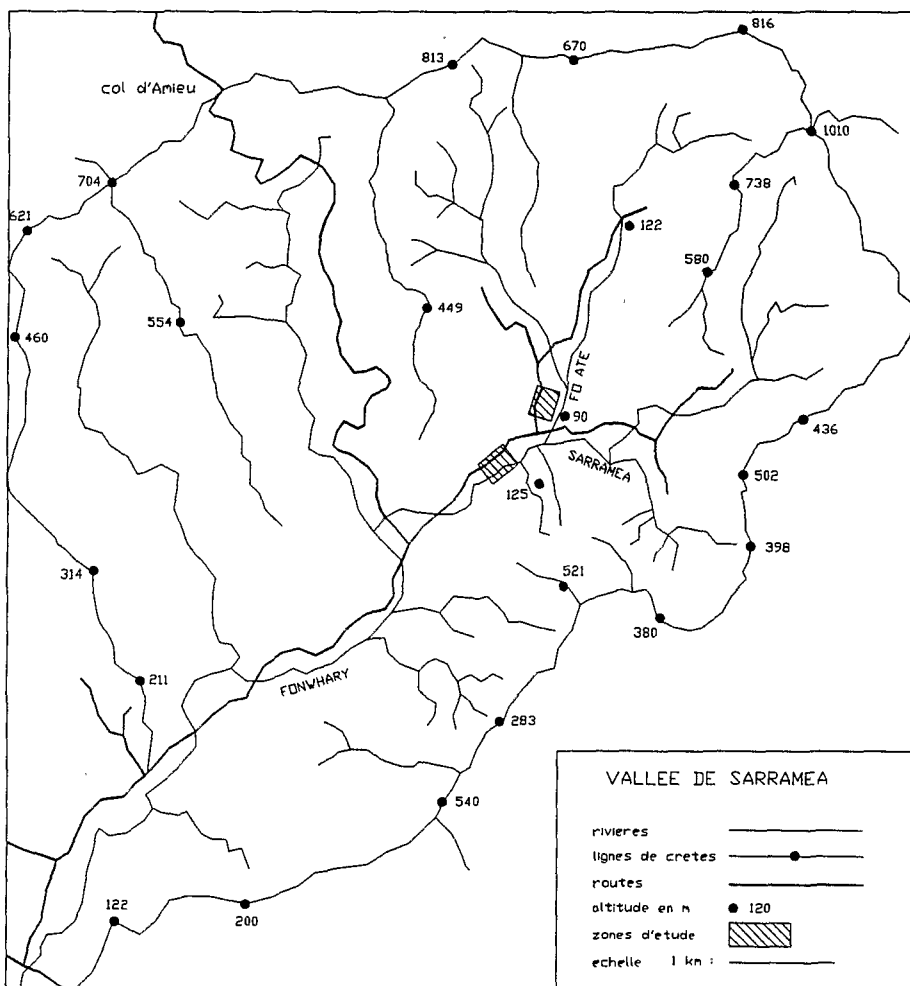 816
670
813
col d'Amieu
1010
704
738
621
122
580
449
554
460
FO ATE
90
436
SARRAMEA
502
125
398
314
521
380
211
FONWHARY
283
540
122
200
VALLEE DE SARRAMEA
rivieres
lignes de cretes
routes
altitude en m 120
zones d'etude
echelle 1 km :